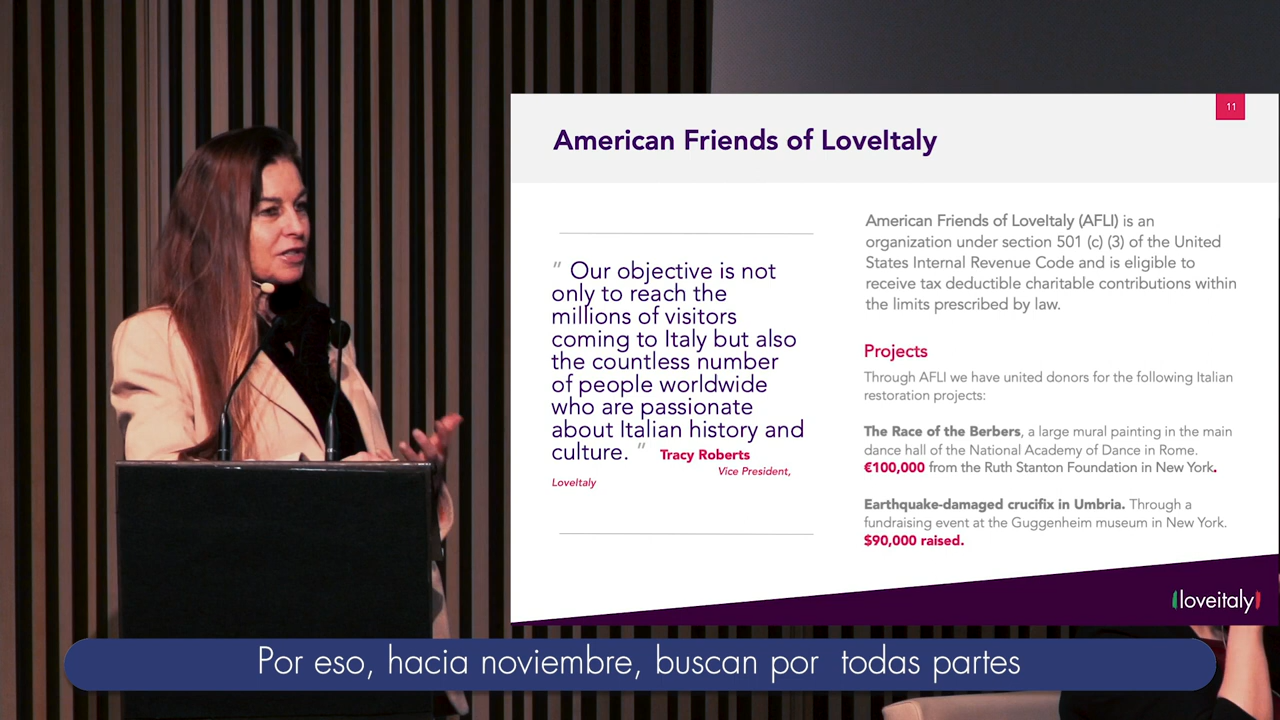 11
American Friends of LoveItaly
" Our objective is not
only to reach the
millions of visitors
coming to Italy but also
the countless number
of people worldwide
who are passionate
about Italian history and
culture. " Tracy Roberts
Vice President,
LoveItaly
American Friends of LoveItaly (AFLI) is an
organization under section 501 (c) (3) of the United
States Internal Revenue Code and is eligible to
receive tax deductible charitable contributions within
the limits prescribed by law.
Projects
Through AFLI we have united donors for the following Italian
restoration projects:
The Race of the Berbers, a large mural painting in the main
dance hall of the National Academy of Dance in Rome.
€100,000 from the Ruth Stanton Foundation in New York.
Earthquake-damaged crucifix in Umbria. Through a
fundraising event at the Guggenheim museum in New York.
$90,000 raised.
loveitaly
Por eso, hacia noviembre, buscan por todas partes